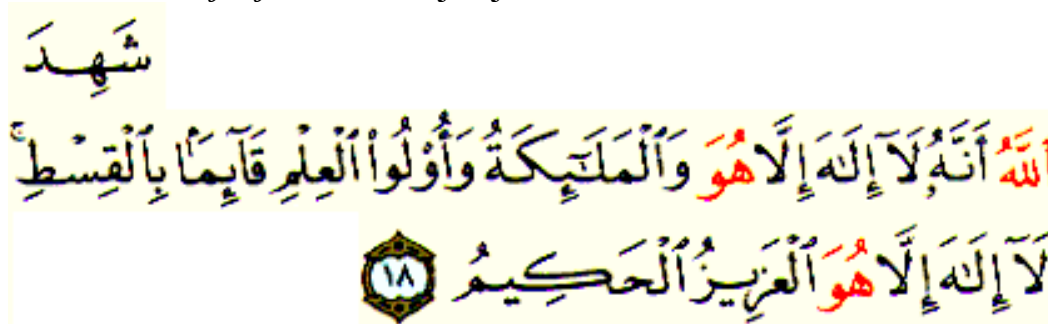 شَهِدَ
ٱللَّهُ أَنَّهُۥ لَآ إِلَٰهَ إِلَّا هُوَ وَٱلْمَلَٰٓئِكَةُ وَأُو۟لُوا۟ ٱلْعِلْمِ قَآئِمًۢا بِٱلْقِسْطِ ۚ
لَآ إِلَٰهَ إِلَّا هُوَ ٱلْعَزِيزُ ٱلْحَكِيمُ ١٨